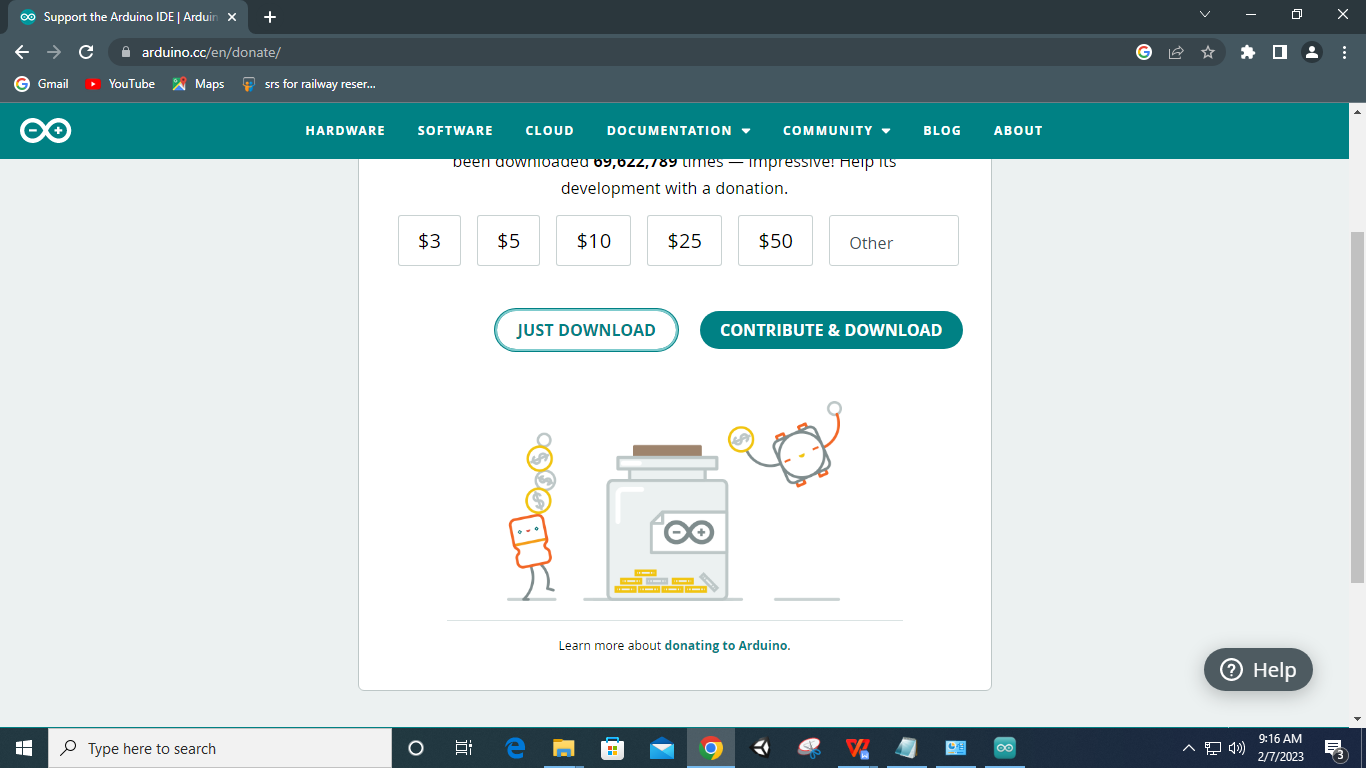 Support the Arduino IDE | Arduin
arduino.cc/en/donate/
Gmail YouTube Maps srs for railway reser...
HARDWARE SOFTWARE CLOUD DOCUMENTATION COMMUNITY BLOG ABOUT
been downloaded 69,622,789 times — impressive! Help its
development with a donation.
$3 $5 $10 $25 $50 Other
JUST DOWNLOAD CONTRIBUTE & DOWNLOAD
Learn more about donating to Arduino.
Help
Type here to search
9:16 AM
2/7/2023
3